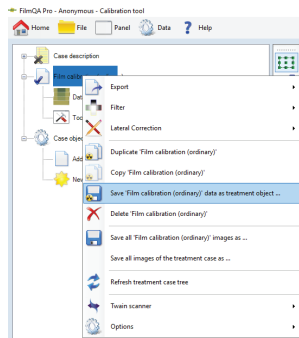 FilmQA Pro - Anonymous - Calibration tool
Home File Panel Data ? Help
Case description
Film calib
Export
Dat
Filter
Too
Lateral Correction
Case objec
Duplicate 'Film calibration (ordinary)'
Add
Copy 'Film calibration (ordinary)'
New
Save 'Film calibration (ordinary)' data as treatment object ...
Delete 'Film calibration (ordinary)'
Save all 'Film calibration (ordinary)' images as ...
Save all images of the treatment case as ...
Refresh treatment case tree
Twain scanner
Options